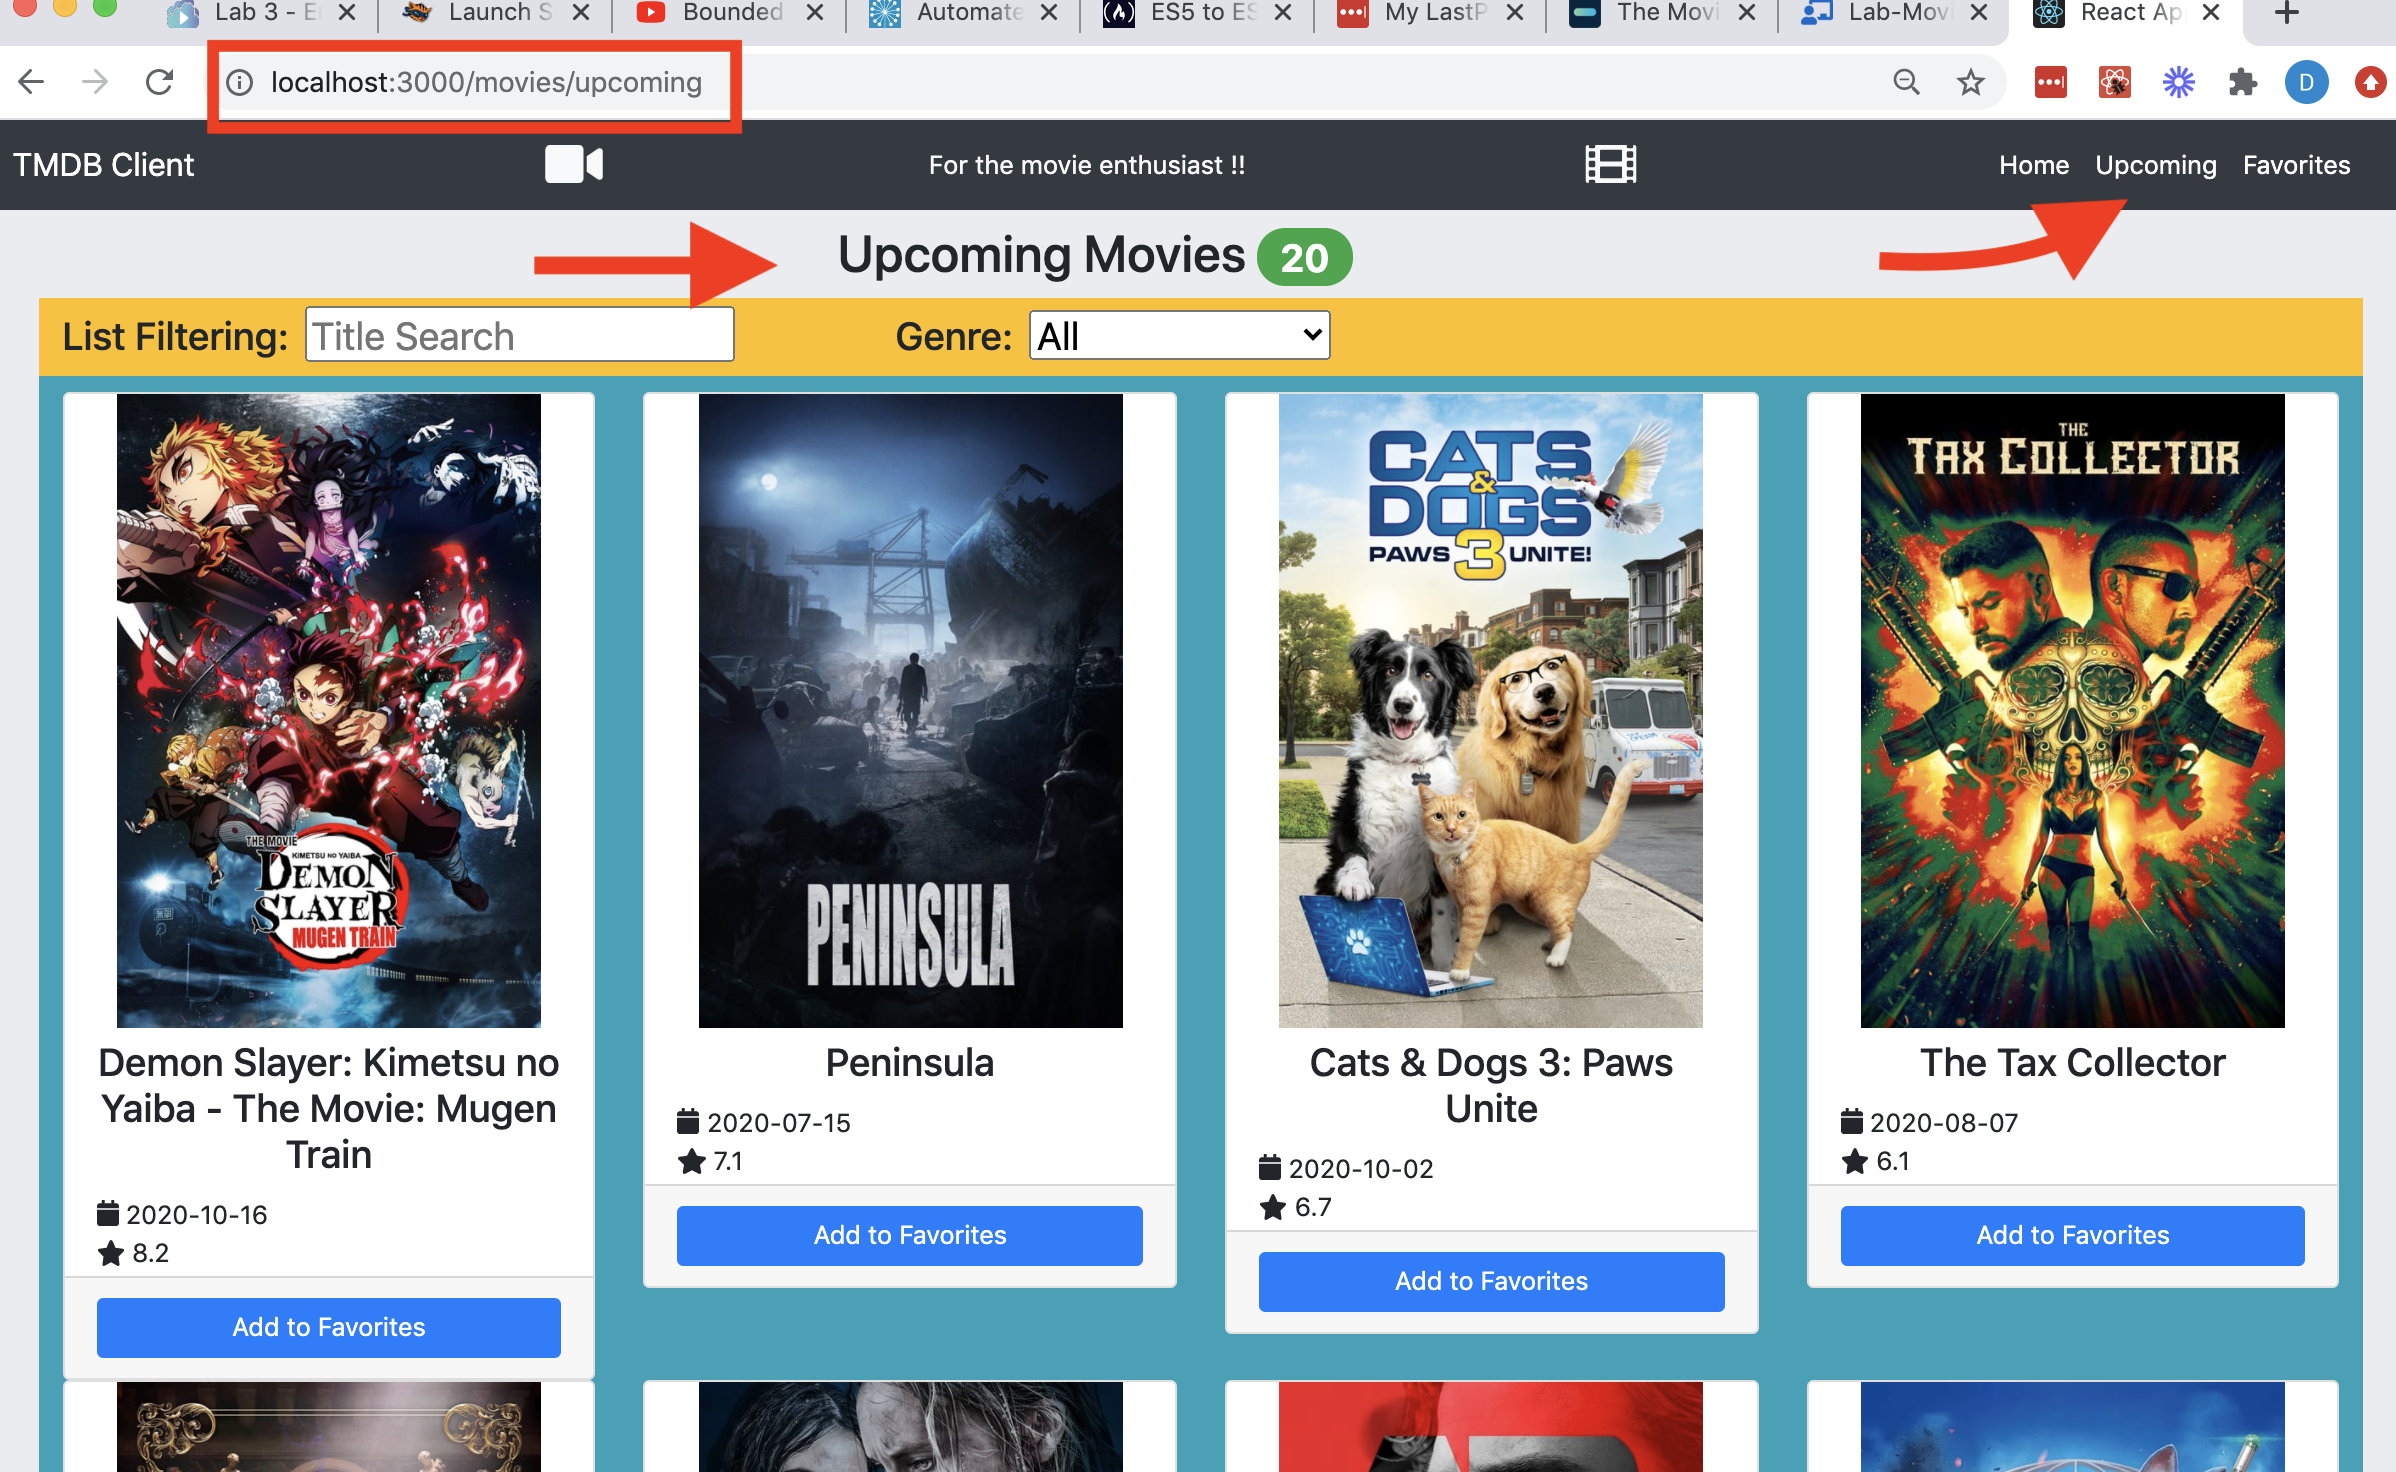 Lab 3 - E
Launch S
Bounded
Automate
ES5 to ES
My LastP
The Movi
Lab-Movi
React Ap
localhost:3000/movies/upcoming
D
TMDB Client
For the movie enthusiast !!
Home Upcoming Favorites
Upcoming Movies 20
List Filtering: Title Search Genre: All
THE MOVIE
KIMETSU NO YAIBA
DEMON
SLAYER
MUGEN TRAIN
PENINSULA
CATS
&
DOGS
3
PAWS UNITE!
THE
TAX COLLECTOR
Demon Slayer: Kimetsu no
Yaiba - The Movie: Mugen
Train
2020-10-16
8.2
Add to Favorites
Peninsula
2020-07-15
7.1
Add to Favorites
Cats & Dogs 3: Paws
Unite
2020-10-02
6.7
Add to Favorites
The Tax Collector
2020-08-07
6.1
Add to Favorites